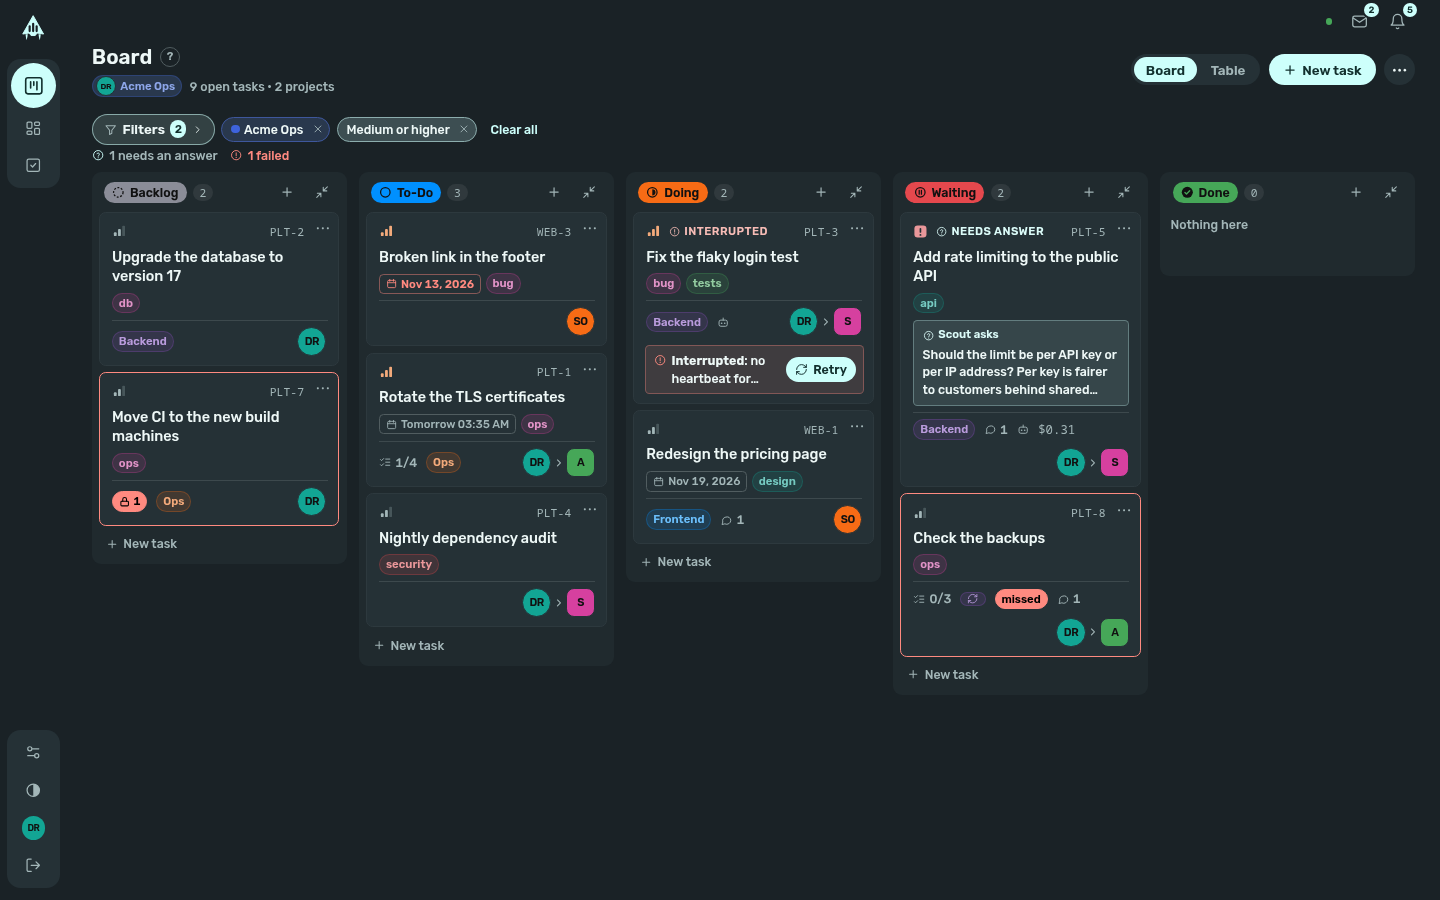 2
5
Board
?
DR Acme Ops
9 open tasks · 2 projects
Board
Table
+ New task
Filters 2
Acme Ops
Medium or higher
Clear all
1 needs an answer
1 failed
Backlog 2
PLT-2
Upgrade the database to
version 17
db
Backend
DR
PLT-7
Move CI to the new build
machines
ops
1
Ops
DR
+ New task
To-Do 3
WEB-3
Broken link in the footer
Nov 13, 2026
bug
SO
PLT-1
Rotate the TLS certificates
Tomorrow 03:35 AM
ops
1/4
Ops
DR
A
PLT-4
Nightly dependency audit
security
DR
S
+ New task
Doing 2
INTERRUPTED
PLT-3
Fix the flaky login test
bug
tests
Backend
DR
S
Interrupted: no
heartbeat for…
Retry
WEB-1
Redesign the pricing page
Nov 19, 2026
design
Frontend
1
SO
+ New task
Waiting 2
NEEDS ANSWER
PLT-5
Add rate limiting to the public
API
api
Scout asks
Should the limit be per API key or
per IP address? Per key is fairer
to customers behind shared…
Backend
1
$0.31
DR
S
PLT-8
Check the backups
ops
0/3
missed
1
DR
A
+ New task
Done 0
Nothing here
DR